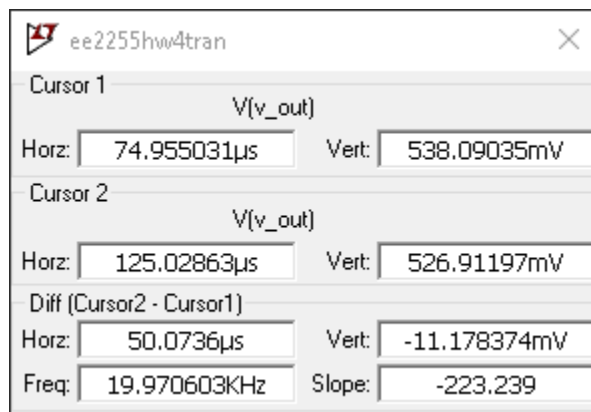 ee2255hw4tran
Cursor 1
V(v_out)
Horz: 74.955031µs Vert: 538.09035mV
Cursor 2
V(v_out)
Horz: 125.02863µs Vert: 526.91197mV
Diff (Cursor2 - Cursor1)
Horz: 50.0736µs Vert: -11.178374mV
Freq: 19.970603KHz Slope: -223.239